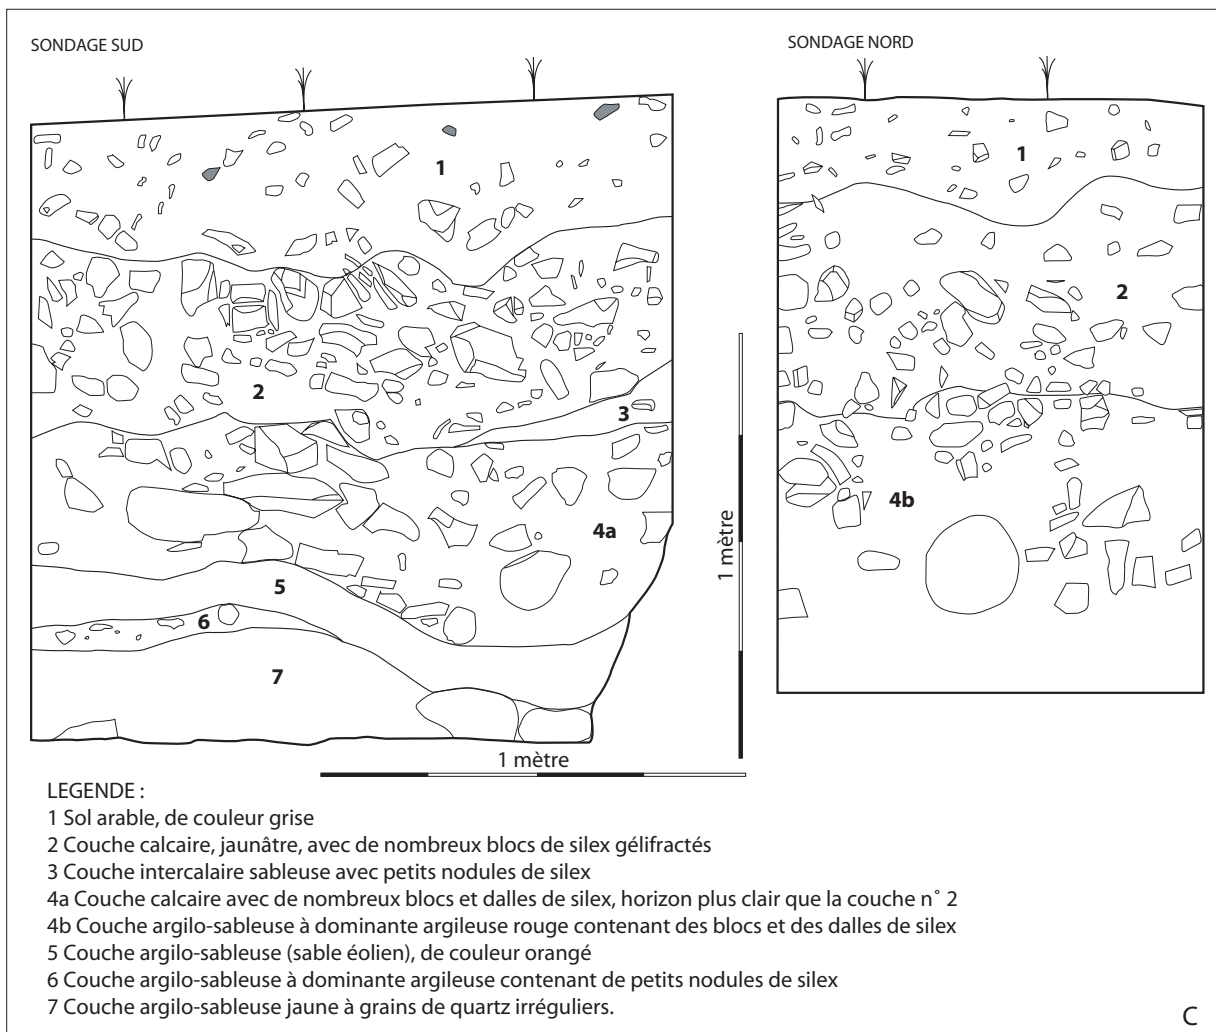 SONDAGE SUD
SONDAGE NORD
1
2
3
4a
5
6
7
1
2
4b
1 mètre
1 mètre
LEGENDE :
1 Sol arable, de couleur grise
2 Couche calcaire, jaunâtre, avec de nombreux blocs de silex gélifractés
3 Couche intercalaire sableuse avec petits nodules de silex
4a Couche calcaire avec de nombreux blocs et dalles de silex, horizon plus clair que la couche n° 2
4b Couche argilo-sableuse à dominante argileuse rouge contenant des blocs et des dalles de silex
5 Couche argilo-sableuse (sable éolien), de couleur orangé
6 Couche argilo-sableuse à dominante argileuse contenant de petits nodules de silex
7 Couche argilo-sableuse jaune à grains de quartz irréguliers.
C